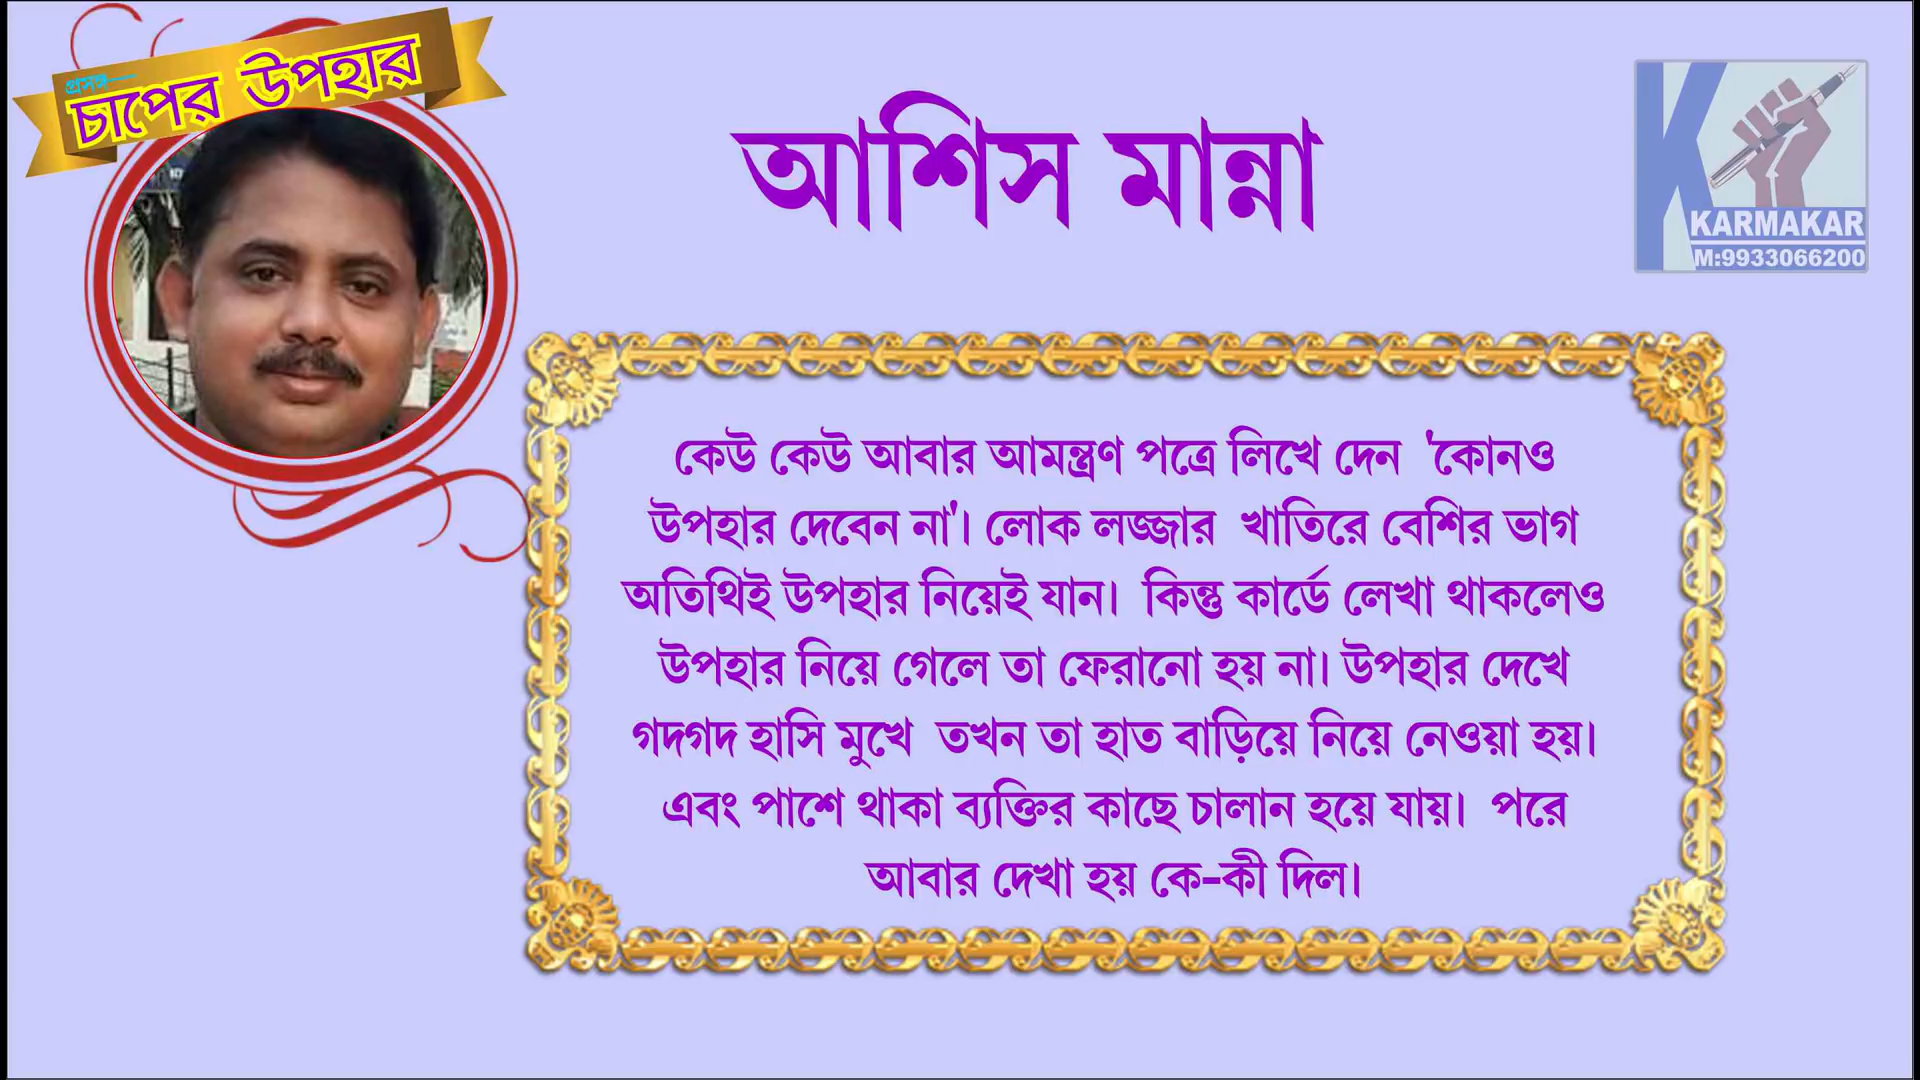 প্রসঙ্গ----
চাপের উপহার
আশিস মান্না
KARMAKAR
M:9933066200
কেউ কেউ আবার আমন্ত্রণ পত্রে লিখে দেন 'কোনও
উপহার দেবেন না'। লোক লজ্জার খাতিরে বেশির ভাগ
অতিথিই উপহার নিয়েই যান। কিন্তু কার্ডে লেখা থাকলেও
উপহার নিয়ে গেলে তা ফেরানো হয় না। উপহার দেখে
গদগদ হাসি মুখে তখন তা হাত বাড়িয়ে নিয়ে নেওয়া হয়।
এবং পাশে থাকা ব্যক্তির কাছে চালান হয়ে যায়। পরে
আবার দেখা হয় কে-কী দিল।